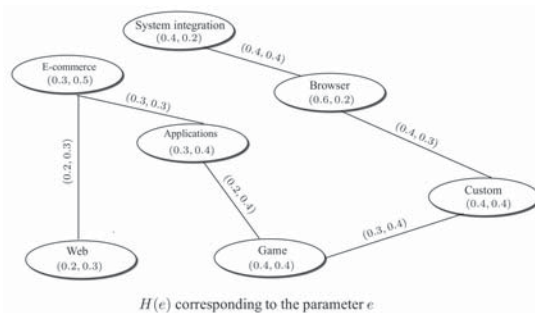 System integration
(0.4, 0.2)
(0.4, 0.4)
E-commerce
(0.3, 0.5)
(0.3, 0.3)
Browser
(0.6, 0.2)
Applications
(0.3, 0.4)
(0.4, 0.3)
(0.2, 0.3)
(0.2, 0.4)
Custom
(0.4, 0.4)
(0.3, 0.4)
Web
(0.2, 0.3)
Game
(0.4, 0.4)
H(e) corresponding to the parameter e